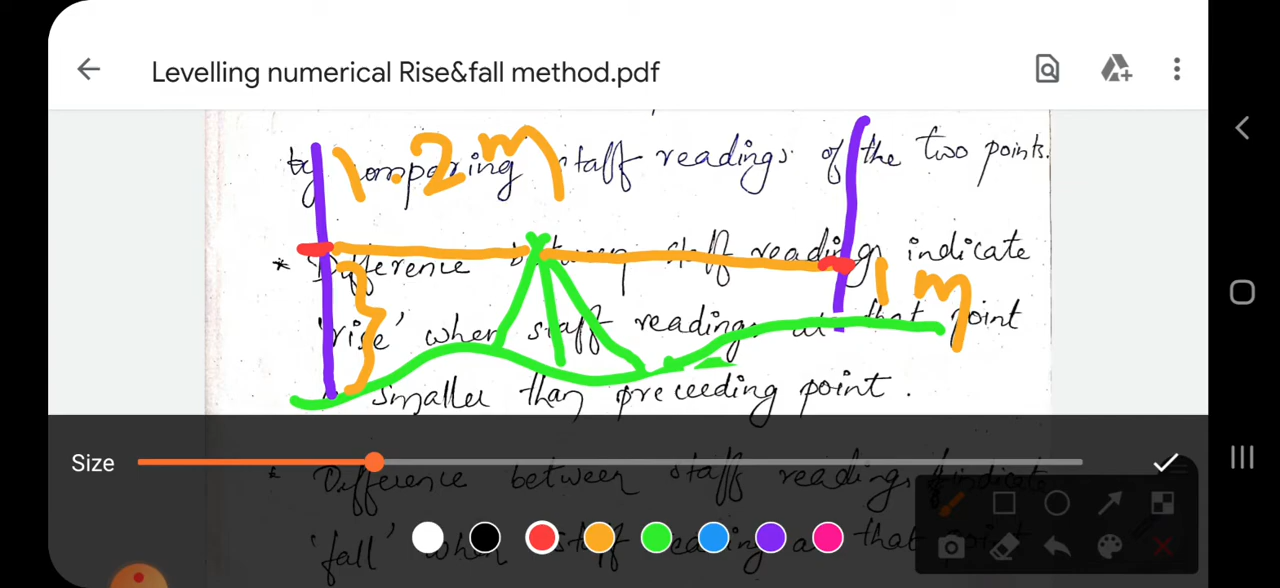 Levelling numerical Rise&fall method.pdf
by comparing staff readings of the two points.
1.2m
* Difference between staff readings indicate
1m
'rise' when staff readings at that point
smaller than preceeding point.
Size
* Difference between staff readings indicate
'fall' when staff reading at that point